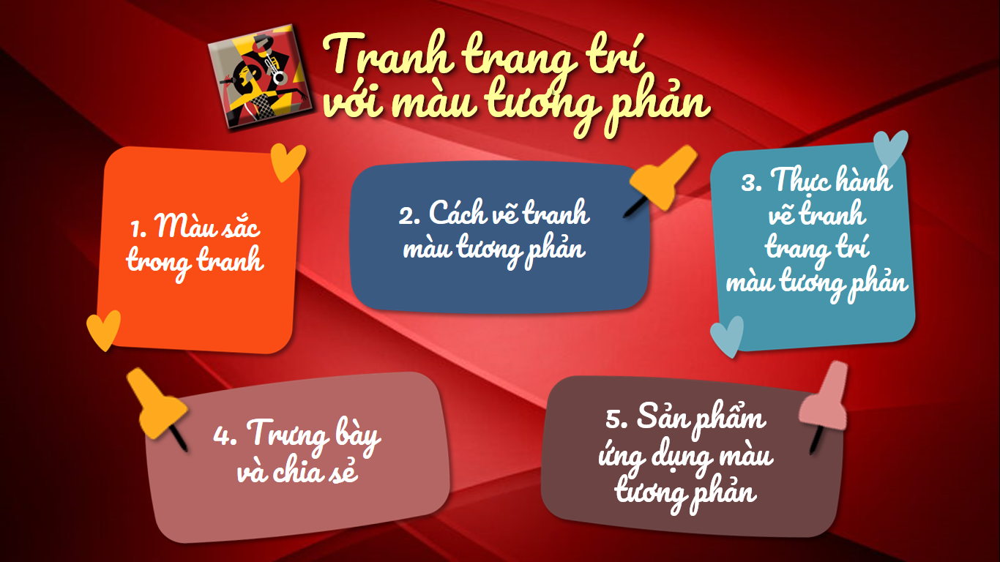 Tranh trang trí
với màu tương phản
1. Màu sắc
trong tranh
2. Cách vẽ tranh
màu tương phản
3. Thực hành
vẽ tranh
trang trí
màu tương phản
4. Trưng bày
và chia sẻ
5. Sản phẩm
ứng dụng màu
tương phản